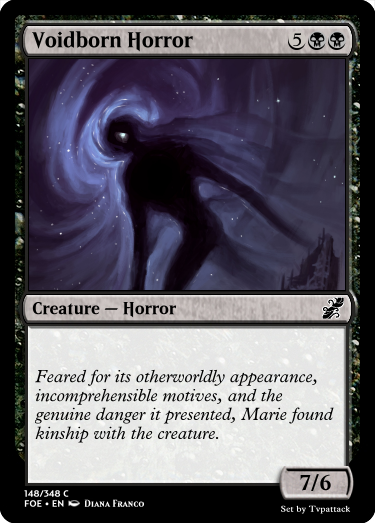 Voidborn Horror 5
Creature — Horror
Feared for its otherworldly appearance,
incomprehensible motives, and the
genuine danger it presented, Marie found
kinship with the creature.
7/6
148/348 C
FOE • EN Diana Franco
Set by Tvpattack